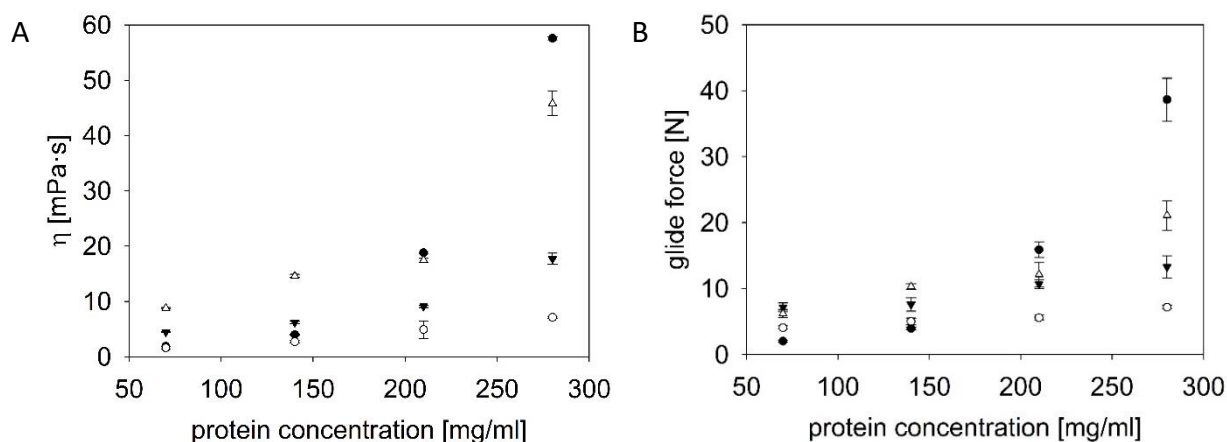 A
η [mPa·s]
60
50
40
30
20
10
0
50 100 150 200 250 300
protein concentration [mg/ml]
B
glide force [N]
50
40
30
20
10
0
50 100 150 200 250 300
protein concentration [mg/ml]